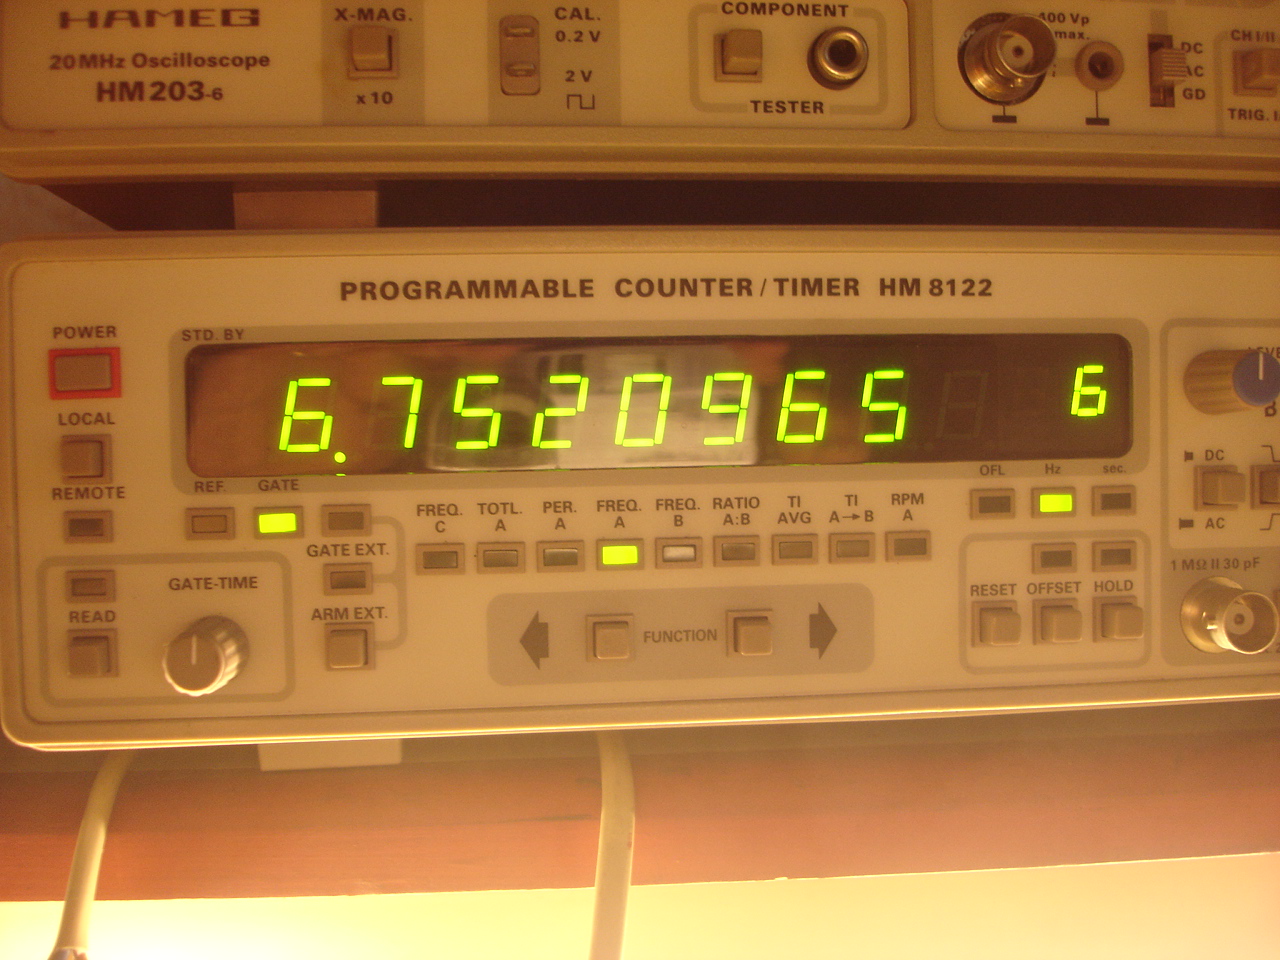 HAMEG
20 MHz Oscilloscope
HM 203-6
X-MAG.
x 10
CAL.
0.2 V
2 V
COMPONENT
TESTER
400 Vp
max.
DC
AC
GD
CH I/II
TRIG. I
PROGRAMMABLE COUNTER / TIMER HM 8122
POWER
STD. BY
LOCAL
REMOTE
6.7520965 6
REF.
GATE
OFL
Hz
sec.
FREQ. C
TOTL. A
PER. A
FREQ. A
FREQ. B
RATIO A:B
TI AVG
TI A→B
RPM A
GATE EXT.
ARM EXT.
GATE-TIME
READ
FUNCTION
RESET
OFFSET
HOLD
DC
AC
1 MΩ II 30 pF